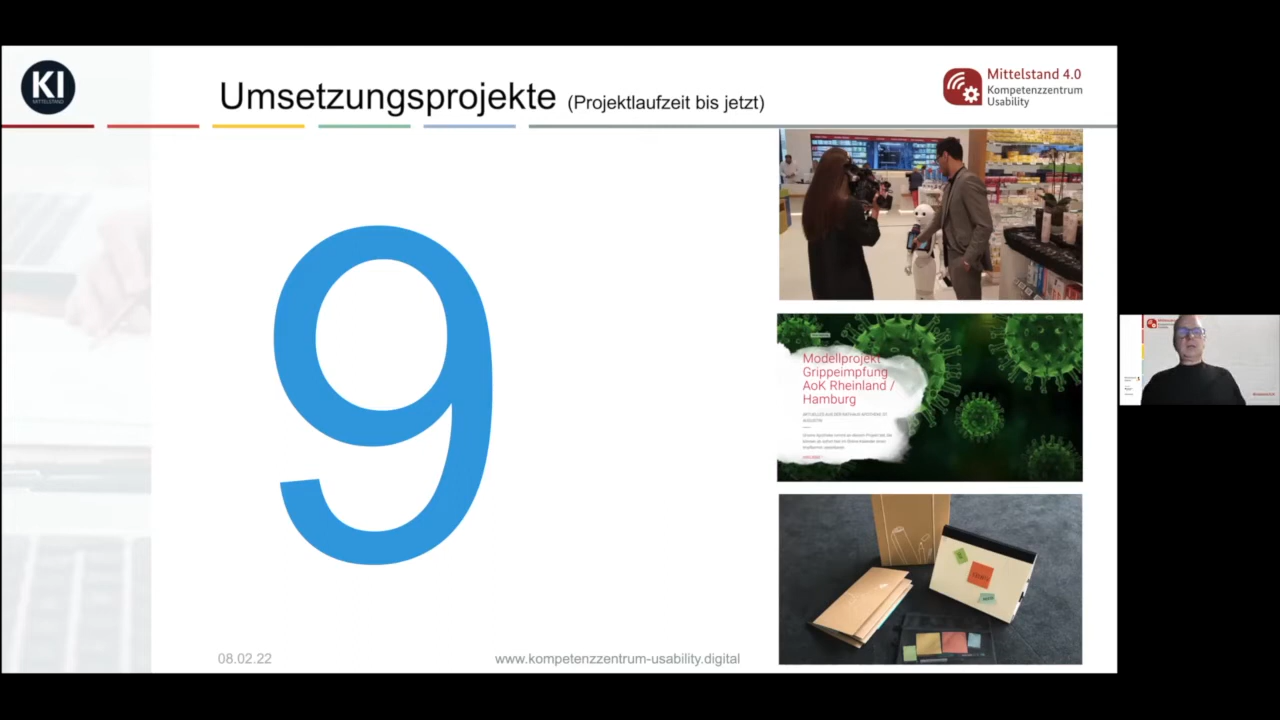 KI
MITTELSTAND
Umsetzungsprojekte (Projektlaufzeit bis jetzt)
Mittelstand 4.0
Kompetenzzentrum
Usability
9
Modellprojekt
Grippeimpfung
AoK Rheinland /
Hamburg
08.02.22
www.kompetenzzentrum-usability.digital